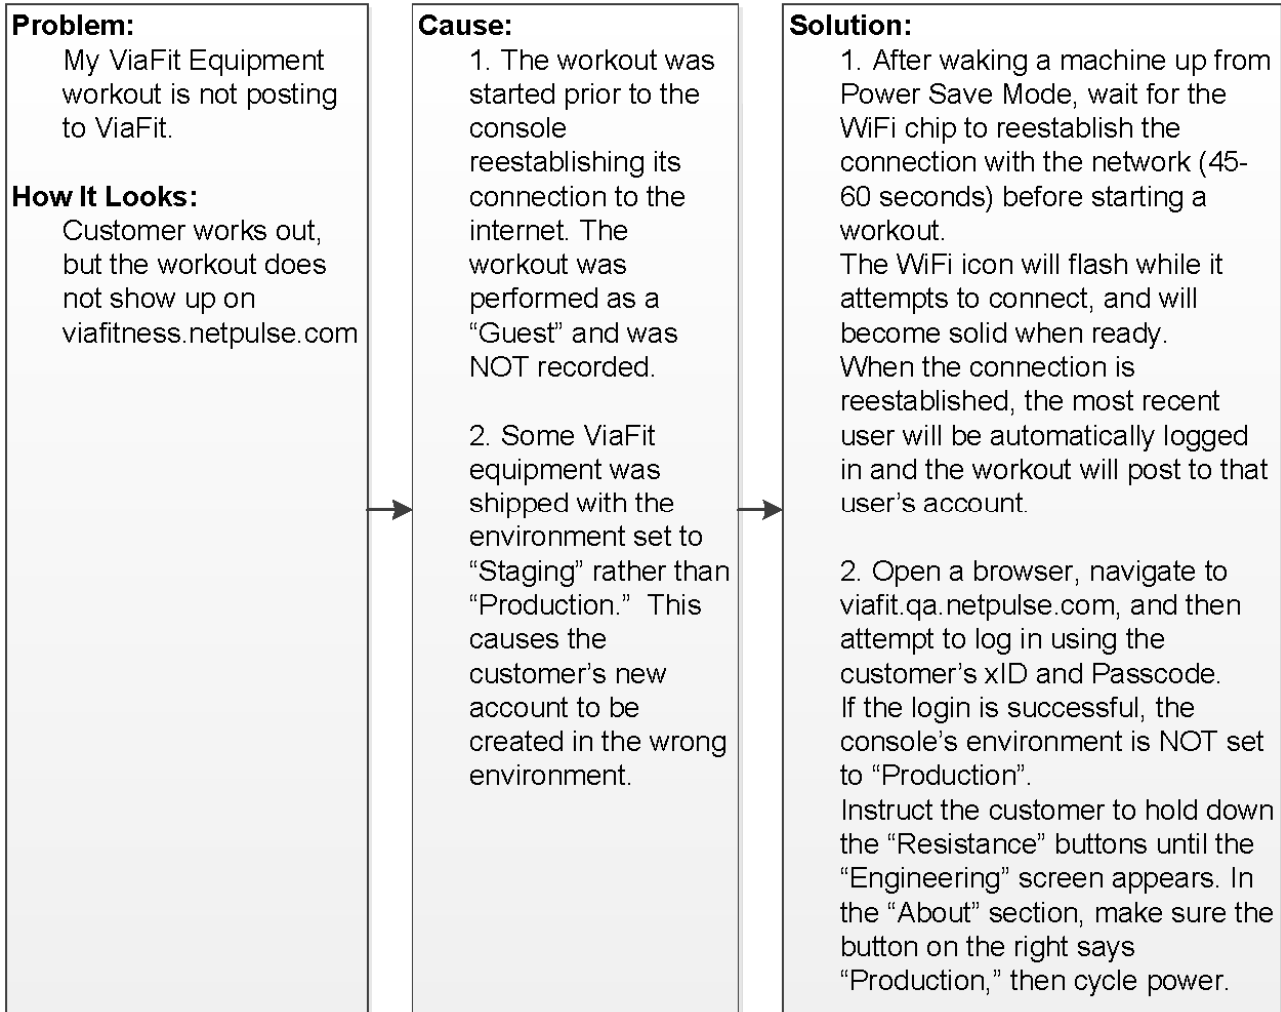 Problem:
My ViaFit Equipment
workout is not posting
to ViaFit.
How It Looks:
Customer works out,
but the workout does
not show up on
viafitness.netpulse.com
Cause:
1. The workout was
started prior to the
console
reestablishing its
connection to the
internet. The
workout was
performed as a
“Guest” and was
NOT recorded.
2. Some ViaFit
equipment was
shipped with the
environment set to
“Staging” rather than
“Production.”  This
causes the
customer’s new
account to be
created in the wrong
environment.
Solution:
1. After waking a machine up from
Power Save Mode, wait for the
WiFi chip to reestablish the
connection with the network (45-
60 seconds) before starting a
workout.
The WiFi icon will flash while it
attempts to connect, and will
become solid when ready.
When the connection is
reestablished, the most recent
user will be automatically logged
in and the workout will post to that
user’s account.
2. Open a browser, navigate to
viafit.qa.netpulse.com, and then
attempt to log in using the
customer’s xID and Passcode.
If the login is successful, the
console’s environment is NOT set
to “Production”.
Instruct the customer to hold down
the “Resistance” buttons until the
“Engineering” screen appears. In
the “About” section, make sure the
button on the right says
“Production,” then cycle power.